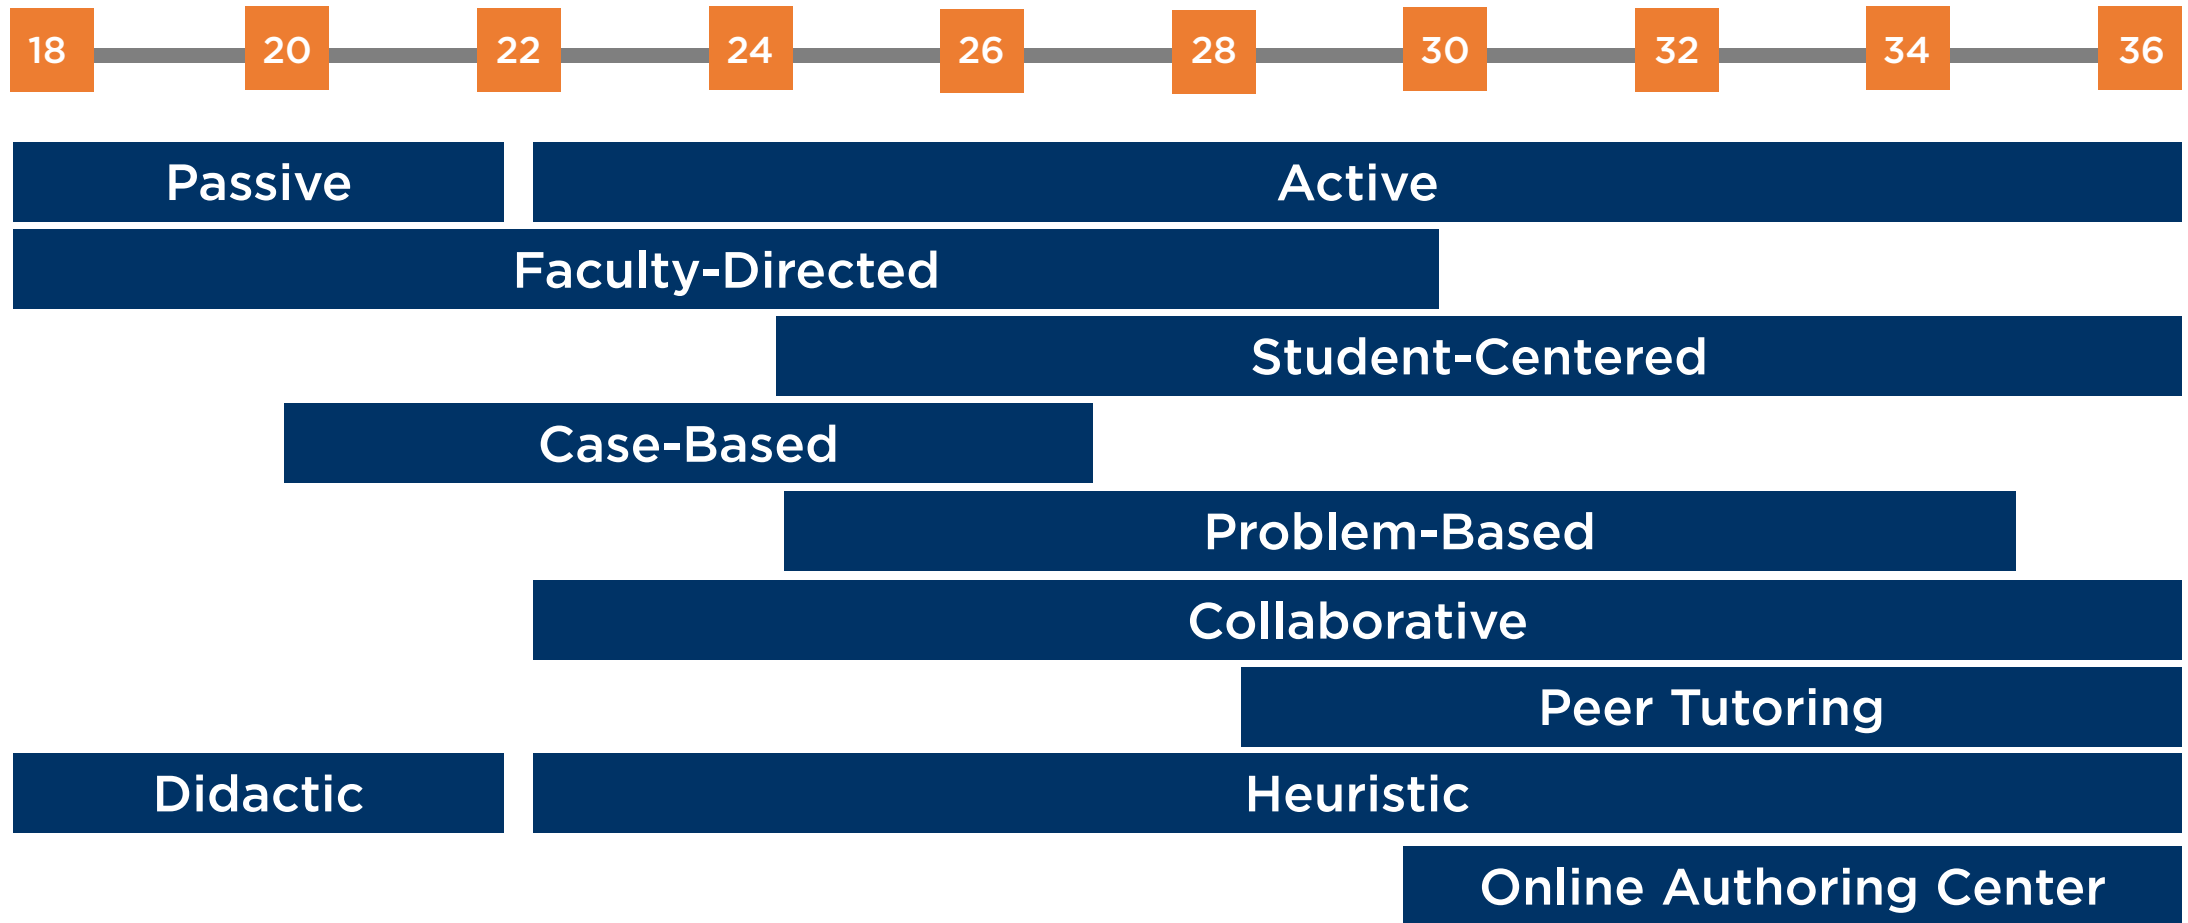 18 20 22 24 26 28 30 32 34 36
Passive Active
Faculty-Directed
Student-Centered
Case-Based
Problem-Based
Collaborative
Peer Tutoring
Didactic Heuristic
Online Authoring Center